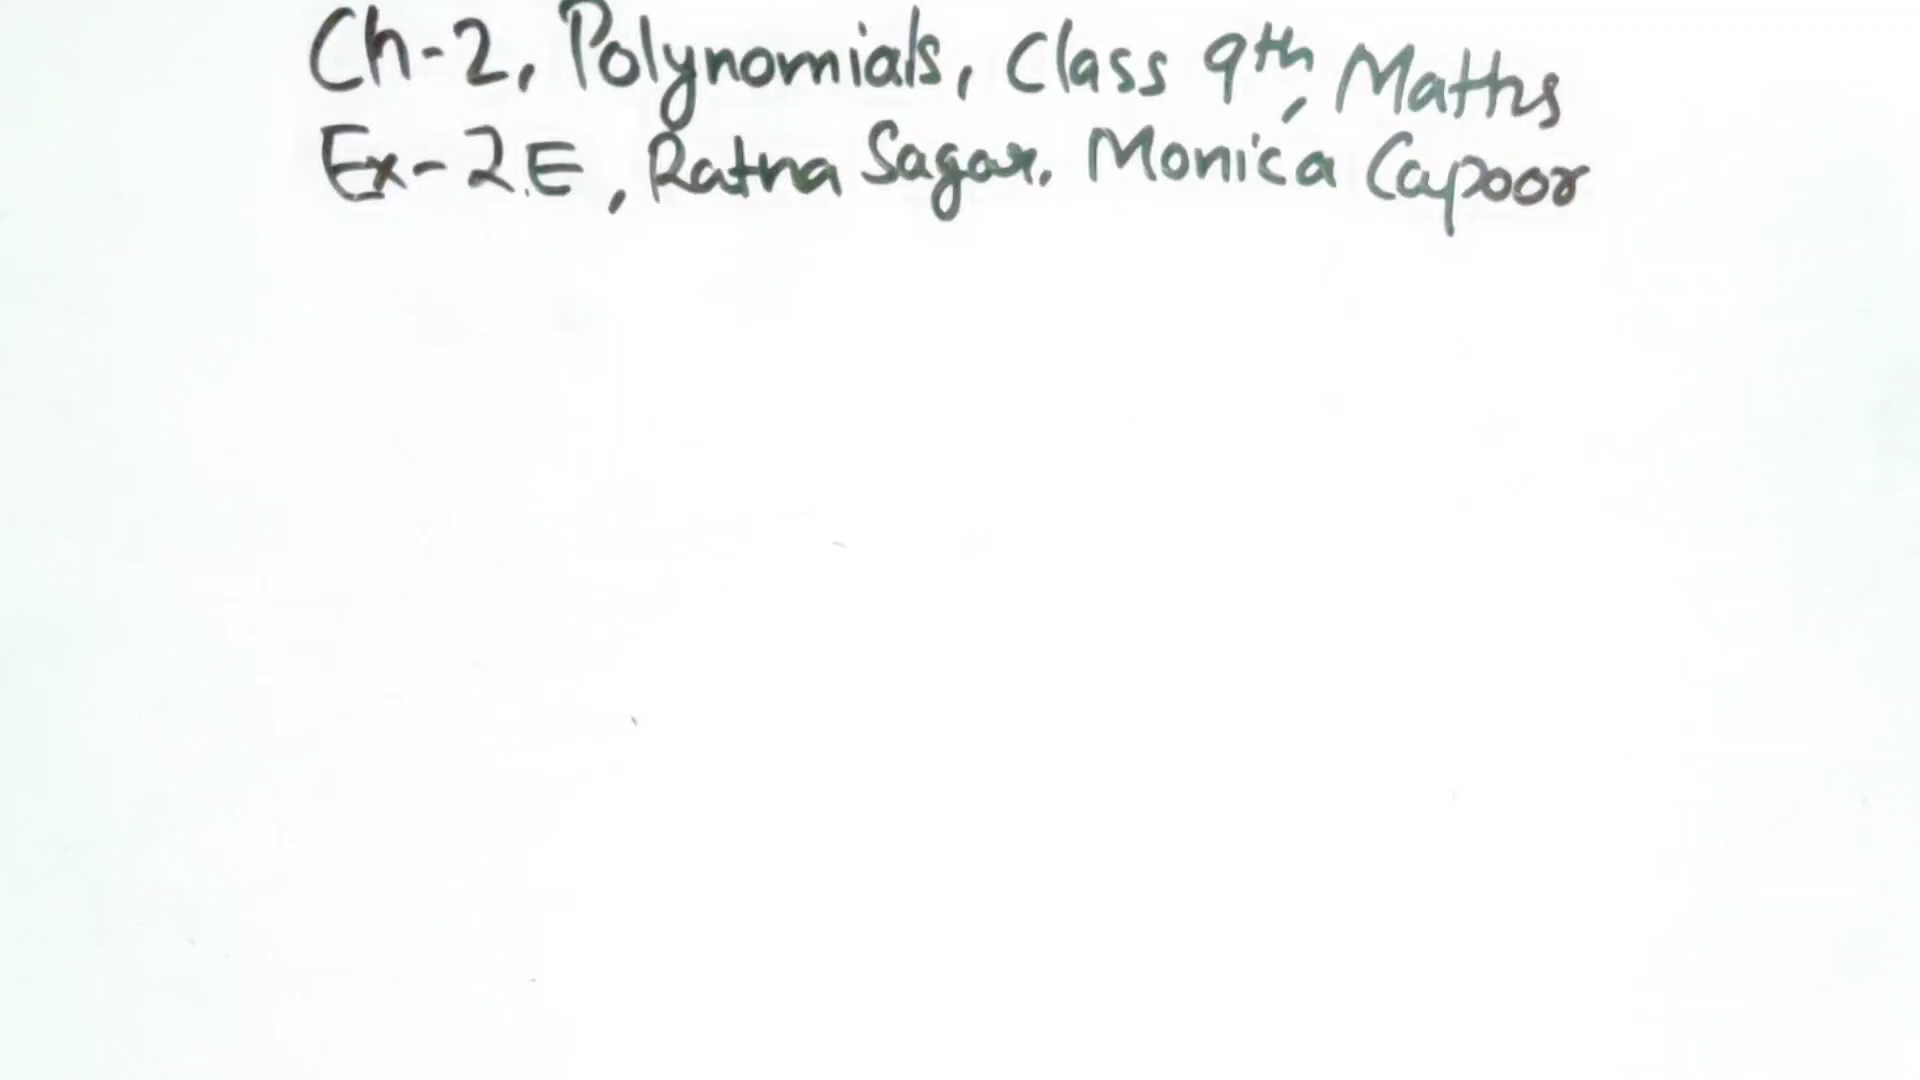 Ch-2, Polynomials, Class 9th, Maths
Ex-2.E, Ratna Sagar. Monica Capoor